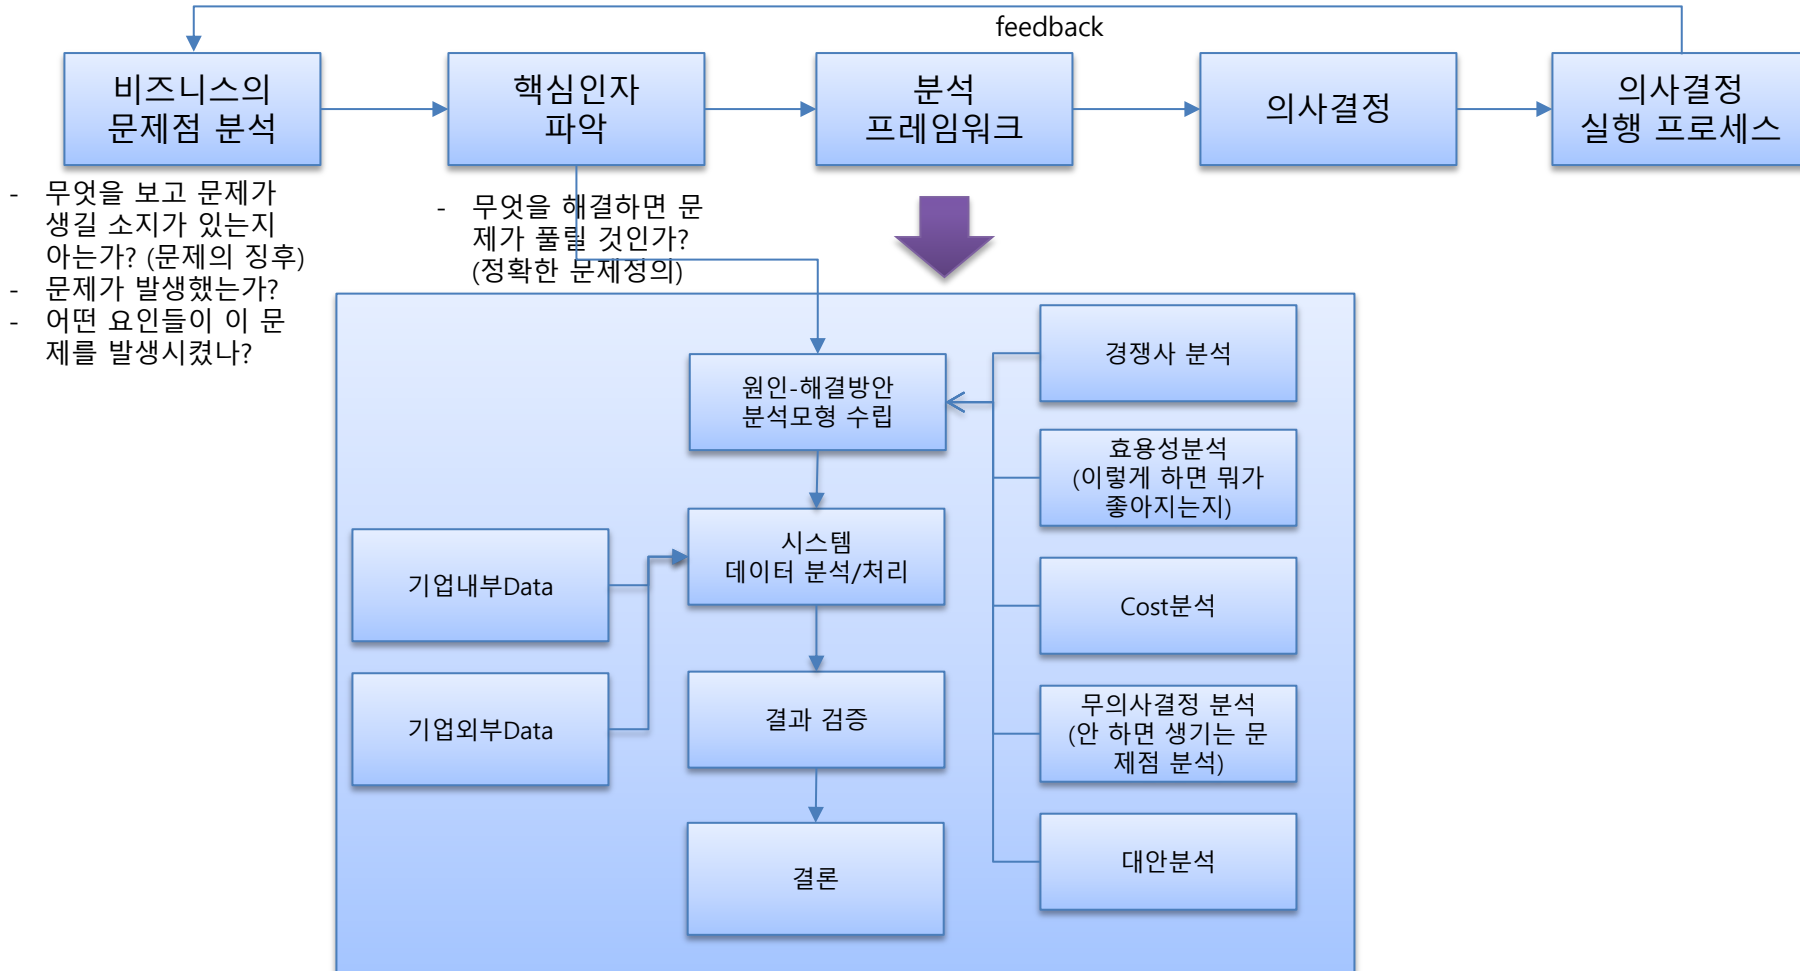 feedback
비즈니스의
문제점 분석
핵심인자
파악
분석
프레임워크
의사결정
의사결정
실행 프로세스
- 무엇을 보고 문제가
생길 소지가 있는지
아는가? (문제의 징후)
- 문제가 발생했는가?
- 어떤 요인들이 이 문
제를 발생시켰나?
- 무엇을 해결하면 문
제가 풀릴 것인가?
(정확한 문제정의)
원인-해결방안
분석모형 수립
시스템
데이터 분석/처리
결과 검증
결론
기업내부Data
기업외부Data
경쟁사 분석
효용성분석
(이렇게 하면 뭐가
좋아지는지)
Cost분석
무의사결정 분석
(안 하면 생기는 문
제점 분석)
대안분석